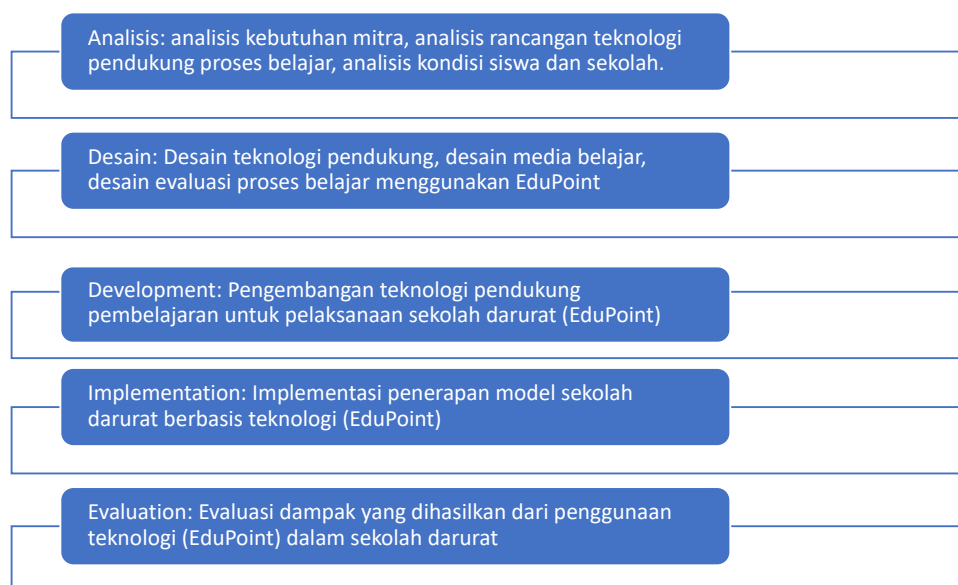 Analisis: analisis kebutuhan mitra, analisis rancangan teknologi
pendukung proses belajar, analisis kondisi siswa dan sekolah.
Desain: Desain teknologi pendukung, desain media belajar,
desain evaluasi proses belajar menggunakan EduPoint
Development: Pengembangan teknologi pendukung
pembelajaran untuk pelaksanaan sekolah darurat (EduPoint)
Implementation: Implementasi penerapan model sekolah
darurat berbasis teknologi (EduPoint)
Evaluation: Evaluasi dampak yang dihasilkan dari penggunaan
teknologi (EduPoint) dalam sekolah darurat